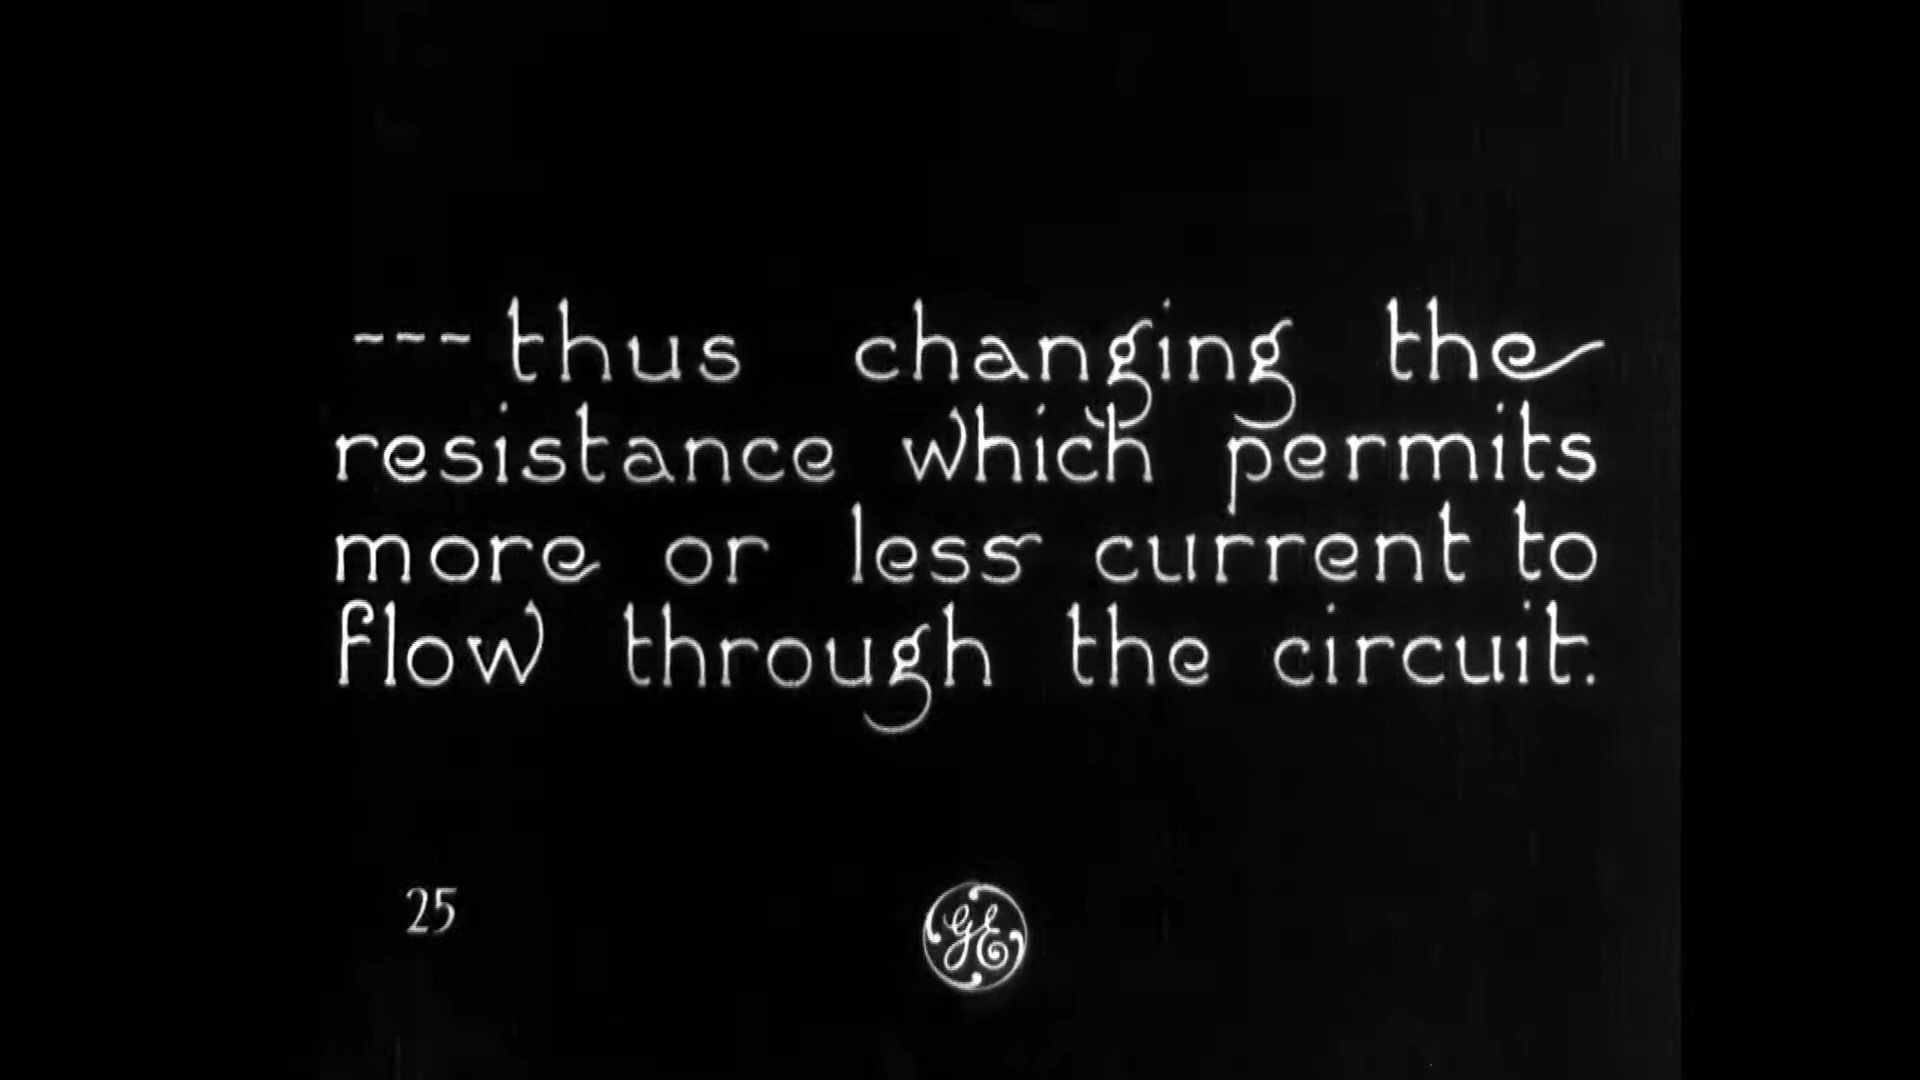 --- thus changing the
resistance which permits
more or less current to
flow through the circuit.
25
GE